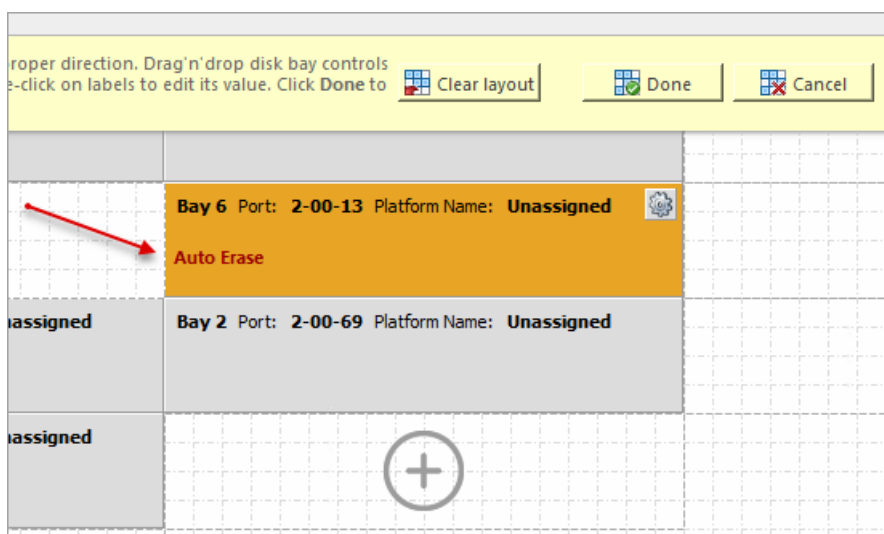 roper direction. Drag'n'drop disk bay controls
e-click on labels to edit its value. Click Done to
Clear layout
Done
Cancel
Bay 6 Port: 2-00-13 Platform Name: Unassigned
Auto Erase
nassigned
Bay 2 Port: 2-00-69 Platform Name: Unassigned
nassigned